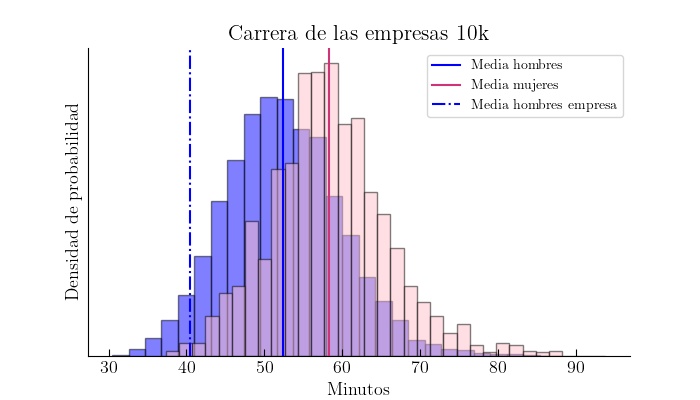 Carrera de las empresas 10k
Media hombres
Media mujeres
Media hombres empresa
Densidad de probabilidad
30 40 50 60 70 80 90
Minutos